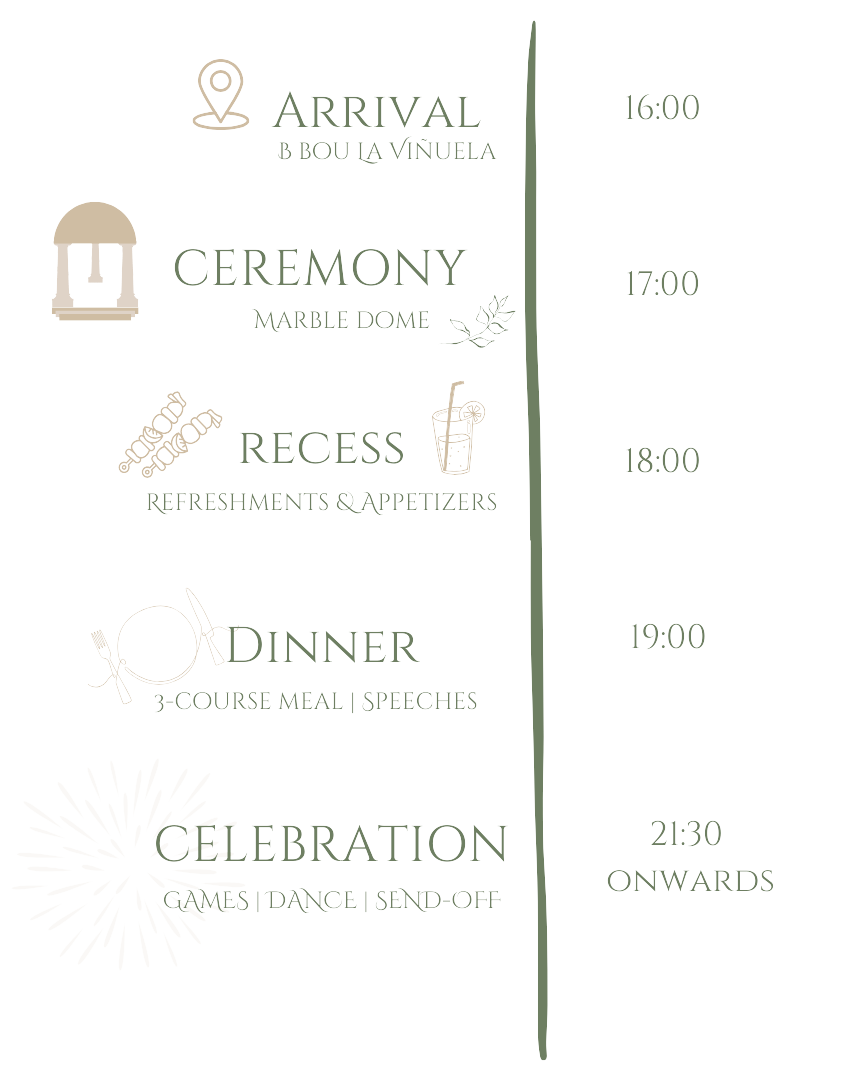 ARRIVAL
16:00
B BOU LA VIÑUELA
CEREMONY
17:00
MARBLE DOME
RECESS
18:00
REFRESHMENTS & APPETIZERS
DINNER
19:00
3-COURSE MEAL | SPEECHES
CELEBRATION
21:30
ONWARDS
GAMES | DANCE | SEND-OFF